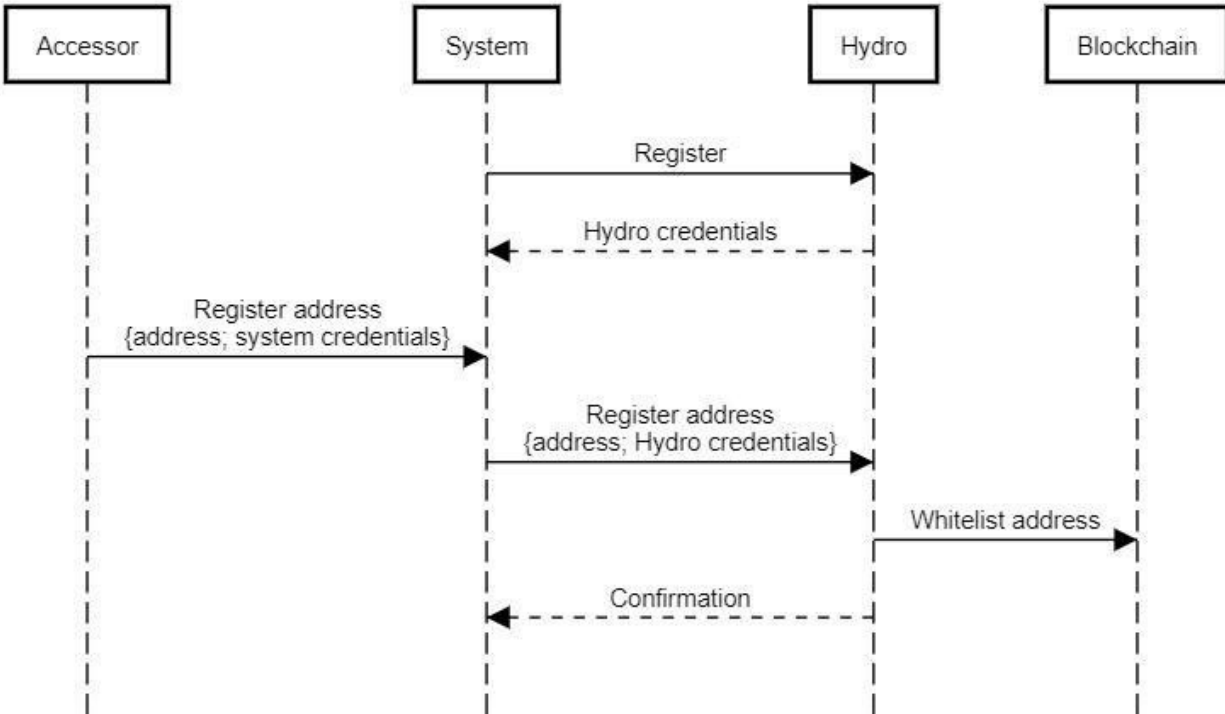 Accessor
System
Hydro
Blockchain
Register
Hydro credentials
Register address
{address; system credentials}
Register address
{address; Hydro credentials}
Whitelist address
Confirmation